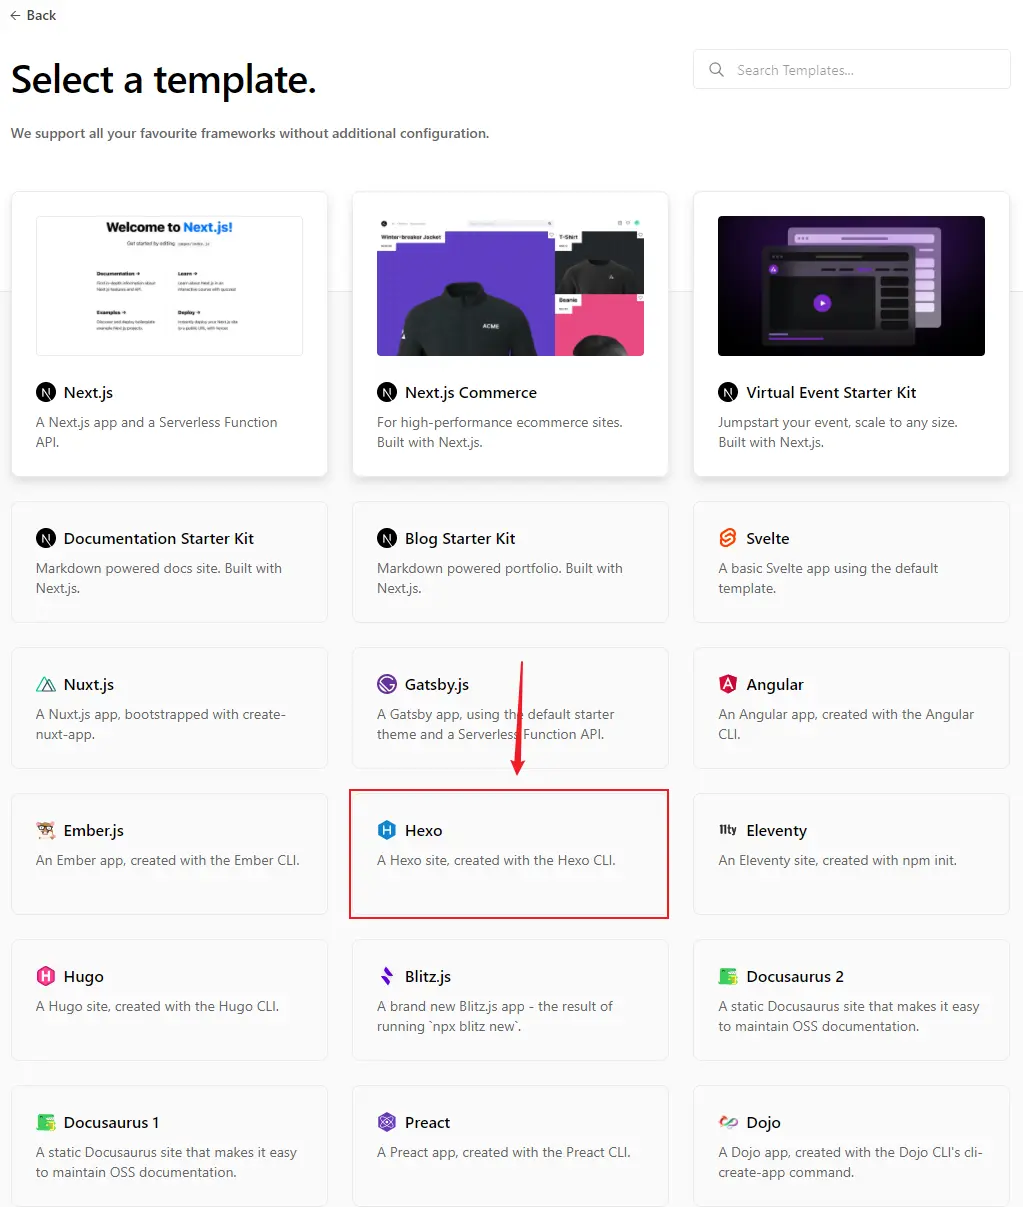 ← Back
Select a template.
Search Templates...
We support all your favourite frameworks without additional configuration.
Welcome to Next.js!
Get started by editing
Documentation →
Learn →
Examples →
Deploy →
Winter-breaker Jacket
T-Shirt
Beanie
ACME
Next.js
A Next.js app and a Serverless Function
API.
Next.js Commerce
For high-performance ecommerce sites.
Built with Next.js.
Virtual Event Starter Kit
Jumpstart your event, scale to any size.
Built with Next.js.
Documentation Starter Kit
Markdown powered docs site. Built with
Next.js.
Blog Starter Kit
Markdown powered portfolio. Built with
Next.js.
Svelte
A basic Svelte app using the default
template.
Nuxt.js
A Nuxt.js app, bootstrapped with create-
nuxt-app.
Gatsby.js
A Gatsby app, using the default starter
theme and a Serverless Function API.
Angular
An Angular app, created with the Angular
CLI.
Ember.js
An Ember app, created with the Ember CLI.
Hexo
A Hexo site, created with the Hexo CLI.
11ty Eleventy
An Eleventy site, created with npm init.
Hugo
A Hugo site, created with the Hugo CLI.
Blitz.js
A brand new Blitz.js app - the result of
running `npx blitz new`.
Docusaurus 2
A static Docusaurus site that makes it easy
to maintain OSS documentation.
Docusaurus 1
A static Docusaurus site that makes it easy
to maintain OSS documentation.
Preact
A Preact app, created with the Preact CLI.
Dojo
A Dojo app, created with the Dojo CLI's cli-
create-app command.